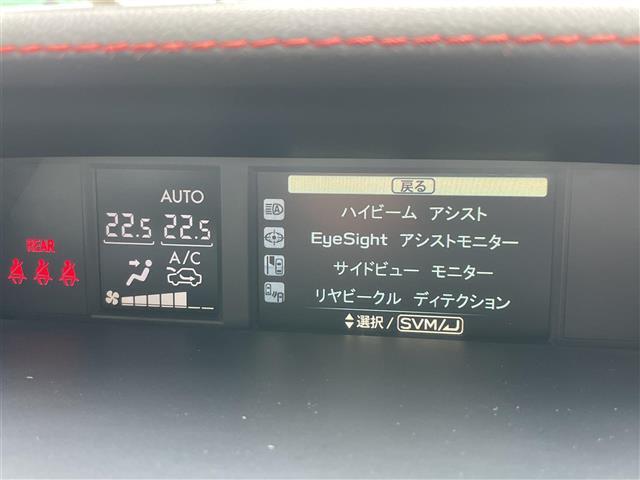 REAR
AUTO
22.5 22.5
A/C
戻る
ハイビーム アシスト
EyeSight アシストモニター
サイドビュー モニター
リヤビークル ディテクション
選択/SVM/↵